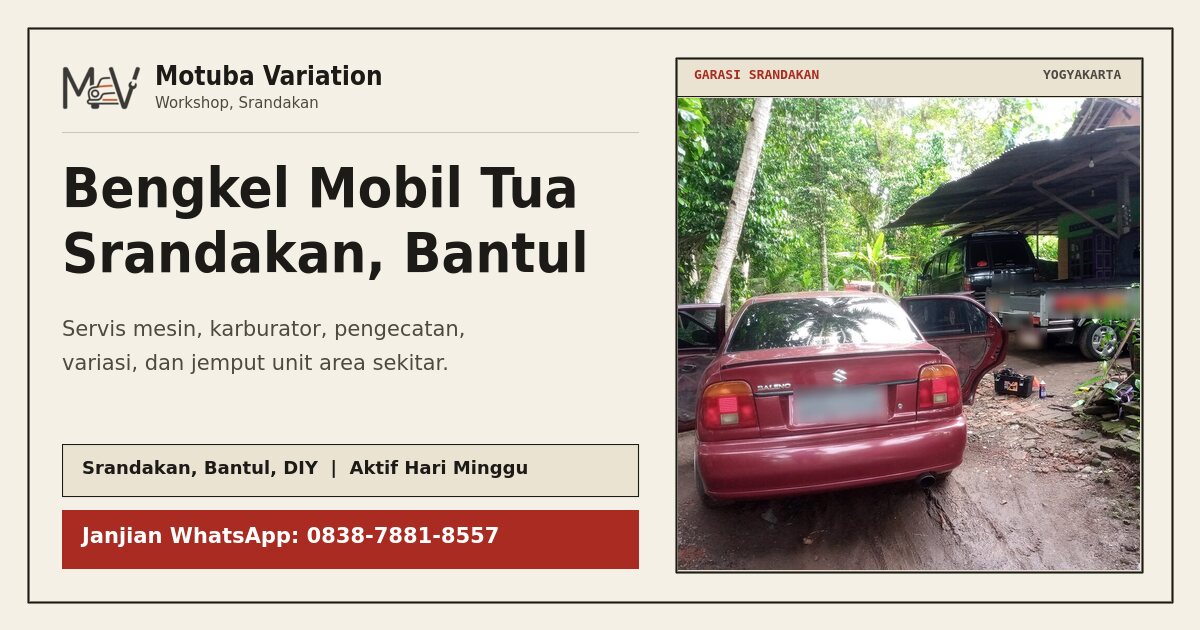 MV
Motuba Variation
Workshop, Srandakan
Bengkel Mobil Tua
Srandakan, Bantul
Servis mesin, karburator, pengecatan,
variasi, dan jemput unit area sekitar.
Srandakan, Bantul, DIY | Aktif Hari Minggu
Janjian WhatsApp: 0838-7881-8557
GARASI SRANDAKAN
YOGYAKARTA
BALENO